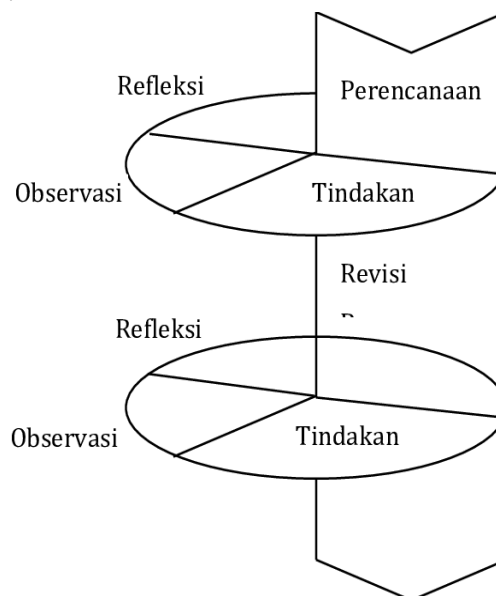 Refleksi
Perencanaan
Observasi
Tindakan
Revisi
Refleksi
Observasi
Tindakan